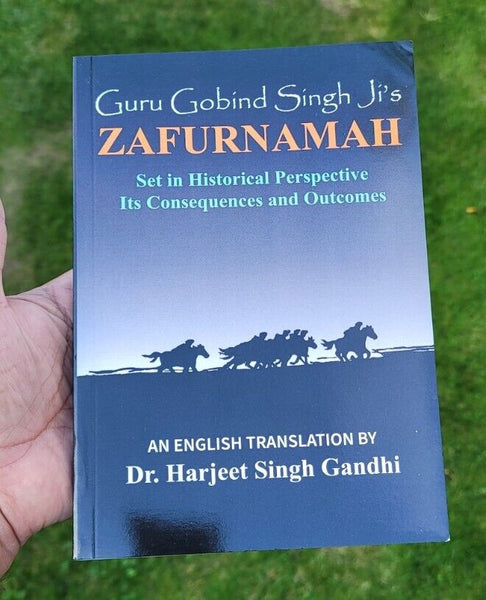 Guru Gobind Singh Ji's
ZAFURNAMAH
Set in Historical Perspective
Its Consequences and Outcomes
AN ENGLISH TRANSLATION BY
Dr. Harjeet Singh Gandhi